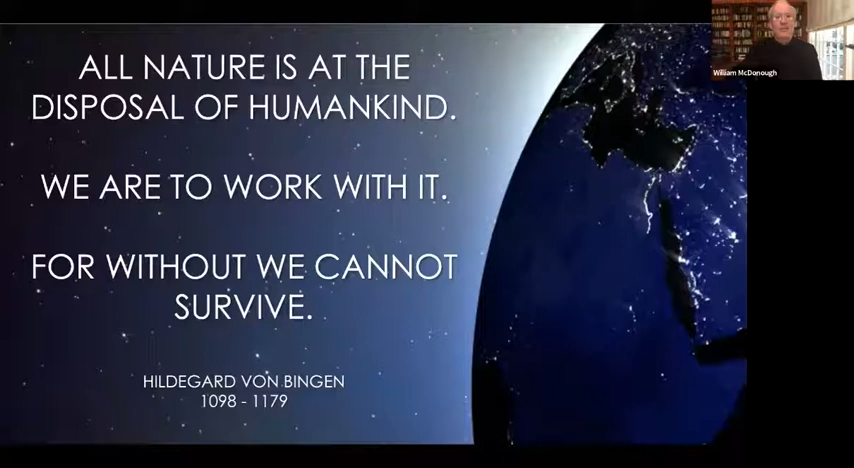 ALL NATURE IS AT THE
DISPOSAL OF HUMANKIND.
WE ARE TO WORK WITH IT.
FOR WITHOUT WE CANNOT
SURVIVE.
HILDEGARD VON BINGEN
1098 - 1179
William McDonough